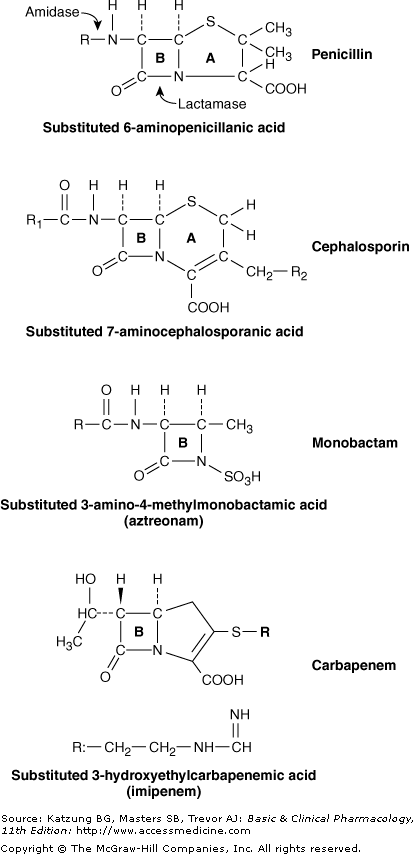 Amidase
H H H
S
R N C C C CH₃
CH₃
B A H
C N C
O COOH
Lactamase
Penicillin
Substituted 6-aminopenicillanic acid
O H H H
S
R₁ C N C C C H
B A H
C N C
O C CH₂ R₂
COOH
Cephalosporin
Substituted 7-aminocephalosporanic acid
O H H H
R C N C C CH₃
B
C N
O SO₃H
Monobactam
Substituted 3-amino-4-methylmonobactamic acid
(aztreonam)
HO H H
HC C C
S R
H₃C B
C N
O COOH
Carbapenem
NH
R: CH₂ CH₂ NH CH
Substituted 3-hydroxyethylcarbapenemic acid
(imipenem)
Source: Katzung BG, Masters SB, Trevor AJ: Basic & Clinical Pharmacology,
11th Edition: http://www.accessmedicine.com
Copyright © The McGraw-Hill Companies, Inc. All rights reserved.